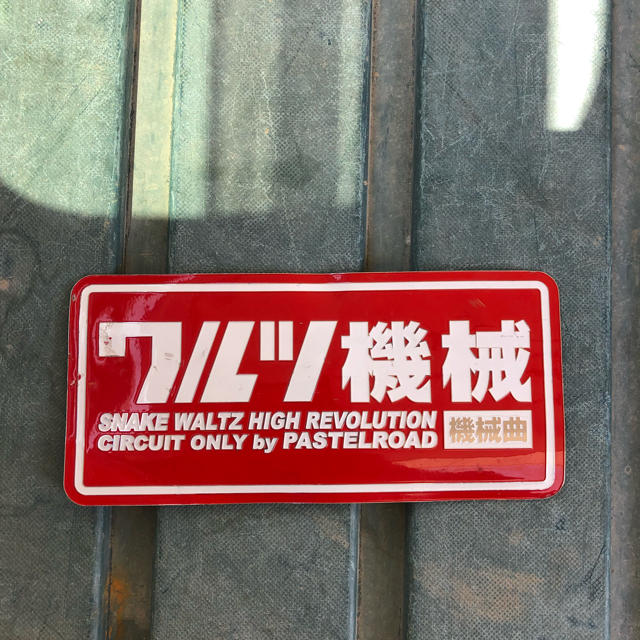 ワルツ機械
SNAKE WALTZ HIGH REVOLUTION
CIRCUIT ONLY by PASTELROAD
機械曲